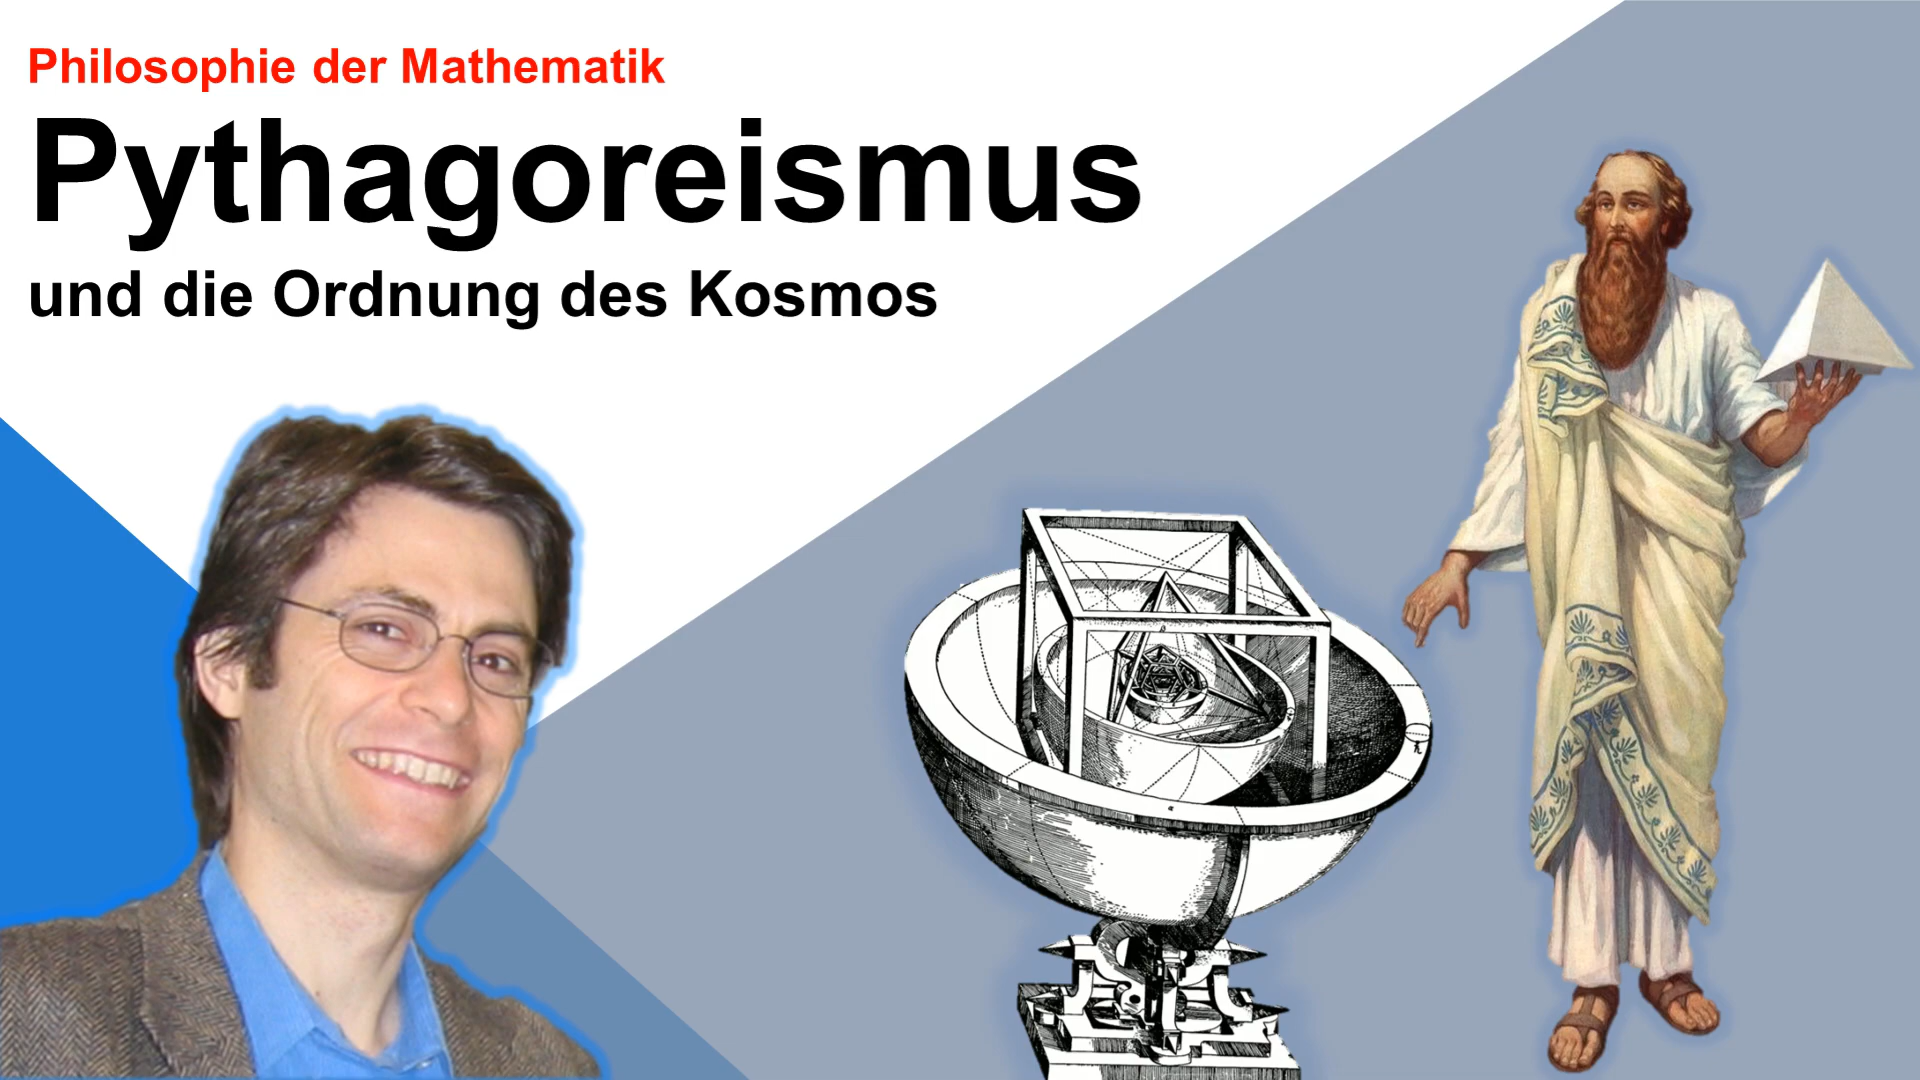 Philosophie der Mathematik
Pythagoreismus
und die Ordnung des Kosmos